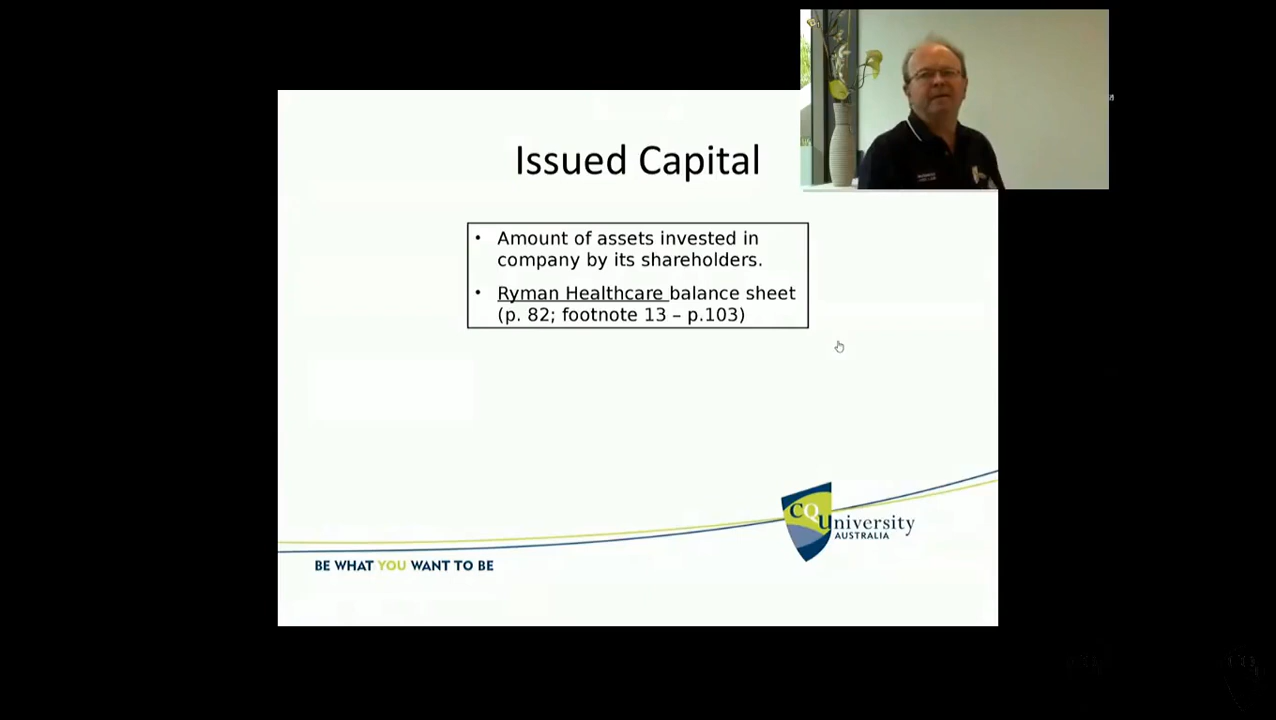 Issued Capital
• Amount of assets invested in
company by its shareholders.
• Ryman Healthcare balance sheet
(p. 82; footnote 13 – p.103)
CQUniversity
AUSTRALIA
BE WHAT YOU WANT TO BE